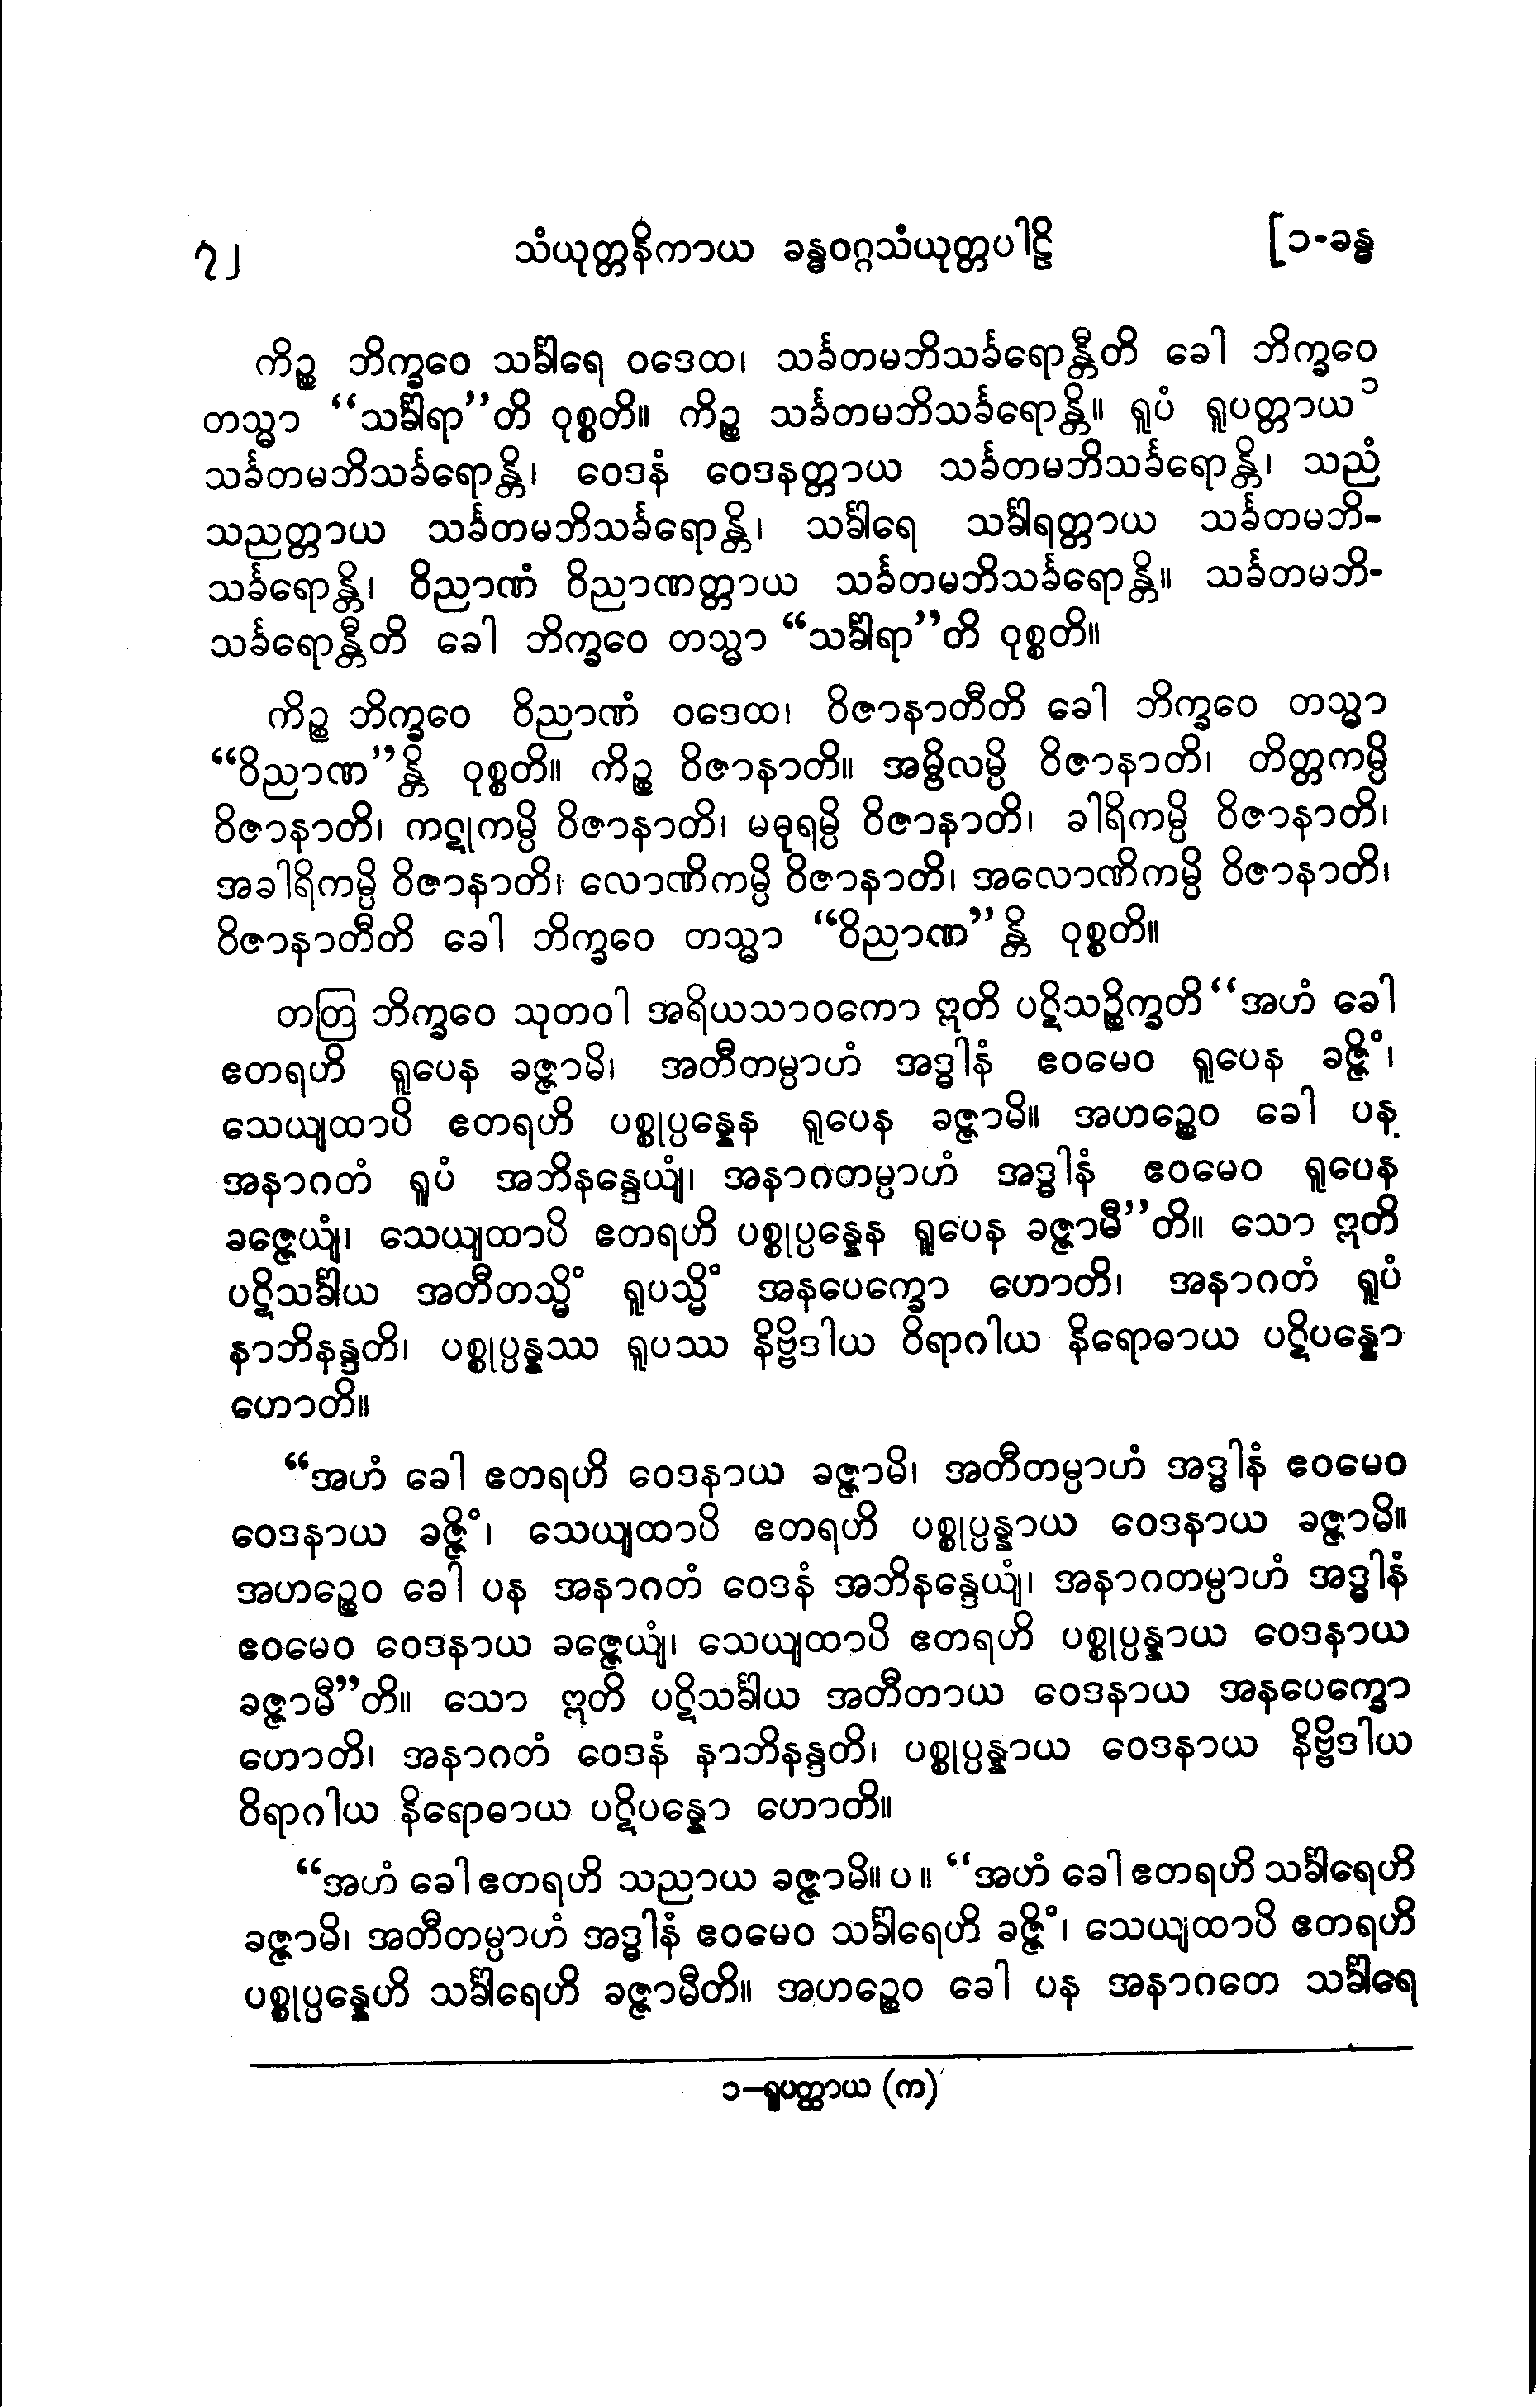 ၇၂ သံယုတ္တနိကာယ ခန္ဓဝဂ္ဂသံယုတ္တပါဠိ [၁-ခန္ဓ
ကိဉ္စ ဘိက္ခဝေ သင်္ခါရေ ဝဒေထ၊ သင်္ခတမဘိသင်္ခရောန္တီတိ ခေါ ဘိက္ခဝေ
တသ္မာ “သင်္ခါရာ”တိ ဝုစ္စတိ။ ကိဉ္စ သင်္ခတမဘိသင်္ခရောန္တိ။ ရူပံ ရူပတ္တာယ ၁
သင်္ခတမဘိသင်္ခရောန္တိ၊ ဝေဒနံ ဝေဒနတ္တာယ သင်္ခတမဘိသင်္ခရောန္တိ၊ သညံ
သညတ္တာယ သင်္ခတမဘိသင်္ခရောန္တိ၊ သင်္ခါရေ သင်္ခါရတ္တာယ သင်္ခတမဘိ-
သင်္ခရောန္တိ၊ ဝိညာဏံ ဝိညာဏတ္တာယ သင်္ခတမဘိသင်္ခရောန္တိ။ သင်္ခတမဘိ-
သင်္ခရောန္တီတိ ခေါ ဘိက္ခဝေ တသ္မာ “သင်္ခါရာ”တိ ဝုစ္စတိ။
ကိဉ္စ ဘိက္ခဝေ ဝိညာဏံ ဝဒေထ၊ ဝိဇာနာတီတိ ခေါ ဘိက္ခဝေ တသ္မာ
“ဝိညာဏ”န္တိ ဝုစ္စတိ။ ကိဉ္စ ဝိဇာနာတိ။ အမ္ဗိလမ္ပိ ဝိဇာနာတိ၊ တိတ္တကမ္ပိ
ဝိဇာနာတိ၊ ကဋုကမ္ပိ ဝိဇာနာတိ၊ မဓုရမ္ပိ ဝိဇာနာတိ၊ ခါရိကမ္ပိ ဝိဇာနာတိ၊
အခါရိကမ္ပိ ဝိဇာနာတိ၊ လောဏိကမ္ပိ ဝိဇာနာတိ၊ အလောဏိကမ္ပိ ဝိဇာနာတိ၊
ဝိဇာနာတီတိ ခေါ ဘိက္ခဝေ တသ္မာ “ဝိညာဏ”န္တိ ဝုစ္စတိ။
တတြ ဘိက္ခဝေ သုတဝါ အရိယသာဝကော ဣတိ ပဋိသဉ္စိက္ခတိ “အဟံ ခေါ
ဧတရဟိ ရူပေန ခဇ္ဇာမိ၊ အတီတမ္ပာဟံ အဒ္ဓါနံ ဧဝမေဝ ရူပေန ခဇ္ဇိံ၊
သေယျထာပိ ဧတရဟိ ပစ္စုပ္ပန္နေန ရူပေန ခဇ္ဇာမိ။ အဟဉ္စေဝ ခေါ ပန
အနာဂတံ ရူပံ အဘိနန္ဒေယျံ၊ အနာဂတမ္ပာဟံ အဒ္ဓါနံ ဧဝမေဝ ရူပေန
ခဇ္ဇေယျံ၊ သေယျထာပိ ဧတရဟိ ပစ္စုပ္ပန္နေန ရူပေန ခဇ္ဇာမီ”တိ။ သော ဣတိ
ပဋိသင်္ခါယ အတီတသ္မိံ ရူပသ္မိံ အနပေက္ခော ဟောတိ၊ အနာဂတံ ရူပံ
နာဘိနန္ဒတိ၊ ပစ္စုပ္ပန္နဿ ရူပဿ နိဗ္ဗိဒါယ ဝိရာဂါယ နိရောဓာယ ပဋိပန္နော
ဟောတိ။
“အဟံ ခေါ ဧတရဟိ ဝေဒနာယ ခဇ္ဇာမိ၊ အတီတမ္ပာဟံ အဒ္ဓါနံ ဧဝမေဝ
ဝေဒနာယ ခဇ္ဇိံ၊ သေယျထာပိ ဧတရဟိ ပစ္စုပ္ပန္နာယ ဝေဒနာယ ခဇ္ဇာမိ။
အဟဉ္စေဝ ခေါ ပန အနာဂတံ ဝေဒနံ အဘိနန္ဒေယျံ၊ အနာဂတမ္ပာဟံ အဒ္ဓါနံ
ဧဝမေဝ ဝေဒနာယ ခဇ္ဇေယျံ၊ သေယျထာပိ ဧတရဟိ ပစ္စုပ္ပန္နာယ ဝေဒနာယ
ခဇ္ဇာမီ”တိ။ သော ဣတိ ပဋိသင်္ခါယ အတီတာယ ဝေဒနာယ အနပေက္ခော
ဟောတိ၊ အနာဂတံ ဝေဒနံ နာဘိနန္ဒတိ၊ ပစ္စုပ္ပန္နာယ ဝေဒနာယ နိဗ္ဗိဒါယ
ဝိရာဂါယ နိရောဓာယ ပဋိပန္နော ဟောတိ။
“အဟံ ခေါ ဧတရဟိ သညာယ ခဇ္ဇာမိ။ ပ ။ “အဟံ ခေါ ဧတရဟိ သင်္ခါရေဟိ
ခဇ္ဇာမိ၊ အတီတမ္ပာဟံ အဒ္ဓါနံ ဧဝမေဝ သင်္ခါရေဟိ ခဇ္ဇိံ၊ သေယျထာပိ ဧတရဟိ
ပစ္စုပ္ပန္နေဟိ သင်္ခါရေဟိ ခဇ္ဇာမီတိ။ အဟဉ္စေဝ ခေါ ပန အနာဂတေ သင်္ခါရေ
၁-ရူပတ္ထာယ (က)